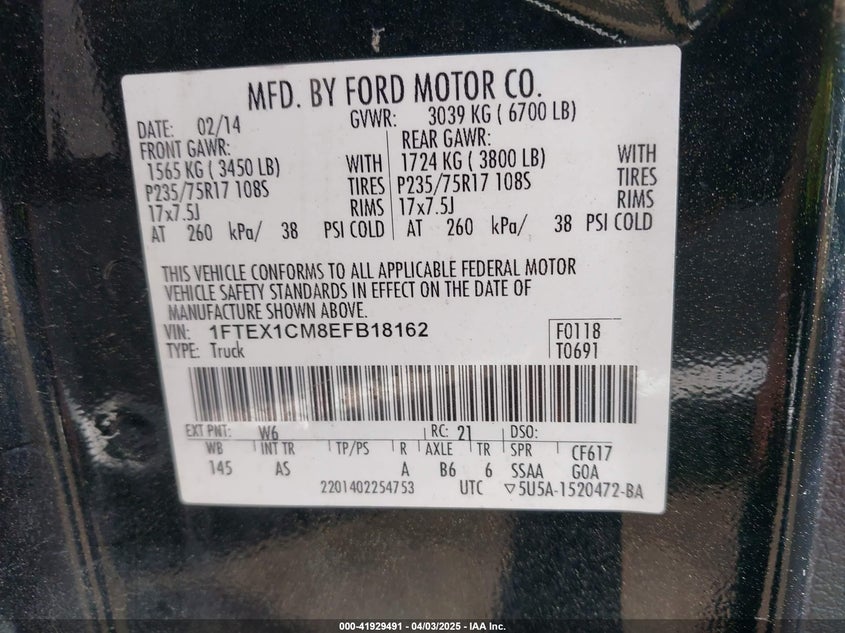 MFD. BY FORD MOTOR CO.
DATE: 02/14 GVWR: 3039 KG ( 6700 LB)
FRONT GAWR: REAR GAWR:
1565 KG ( 3450 LB) WITH 1724 KG ( 3800 LB) WITH
P235/75R17 108S TIRES P235/75R17 108S TIRES
17x7.5J RIMS 17x7.5J RIMS
AT 260 kPa/ 38 PSI COLD AT 260 kPa/ 38 PSI COLD
THIS VEHICLE CONFORMS TO ALL APPLICABLE FEDERAL MOTOR
VEHICLE SAFETY STANDARDS IN EFFECT ON THE DATE OF
MANUFACTURE SHOWN ABOVE.
VIN: 1FTEX1CM8EFB18162 F0118
TYPE: Truck T0691
EXT PNT: W6 RC: 21 DSO:
WB INT TR TP/PS R AXLE TR SPR CF617
145 AS A B6 6 SSAA GOA
2201402254753 UTC ▽5U5A-1520472-BA
000-41929491 - 04/03/2025 - IAA Inc.